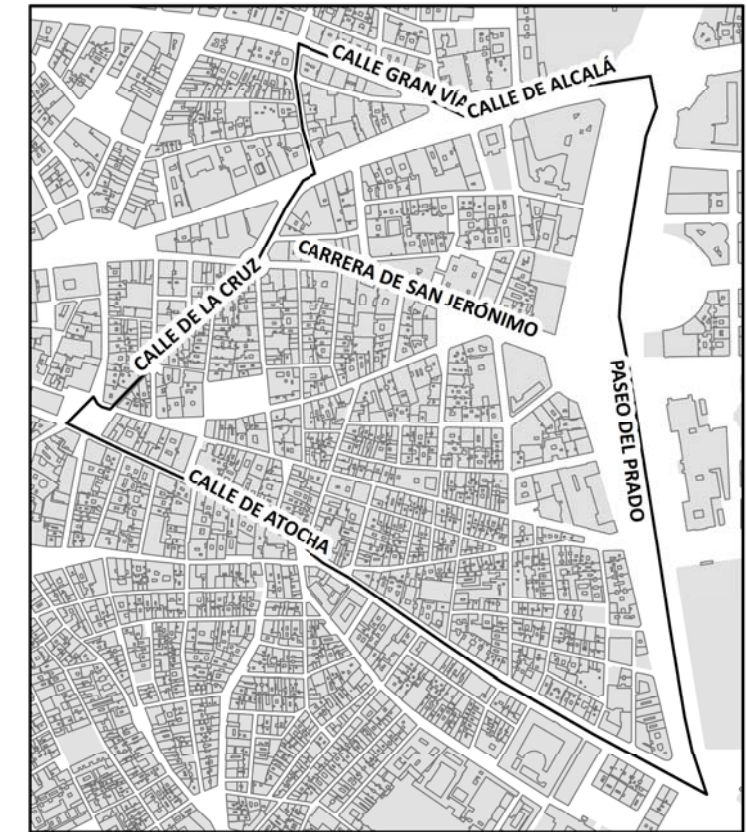 CALLE GRAN VÍA
CALLE DE ALCALÁ
CARRERA DE SAN JERÓNIMO
CALLE DE LA CRUZ
PASEO DEL PRADO
CALLE DE ATOCHA